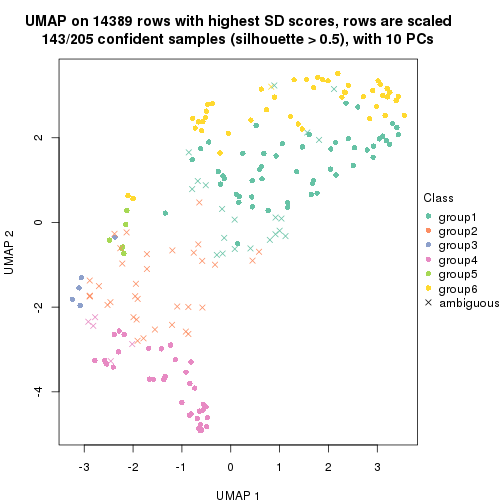 UMAP on 14389 rows with highest SD scores, rows are scaled
143/205 confident samples (silhouette > 0.5), with 10 PCs
2
0
-2
-4
UMAP 2
-3 -2 -1 0 1 2 3
UMAP 1
Class
group1
group2
group3
group4
group5
group6
ambiguous